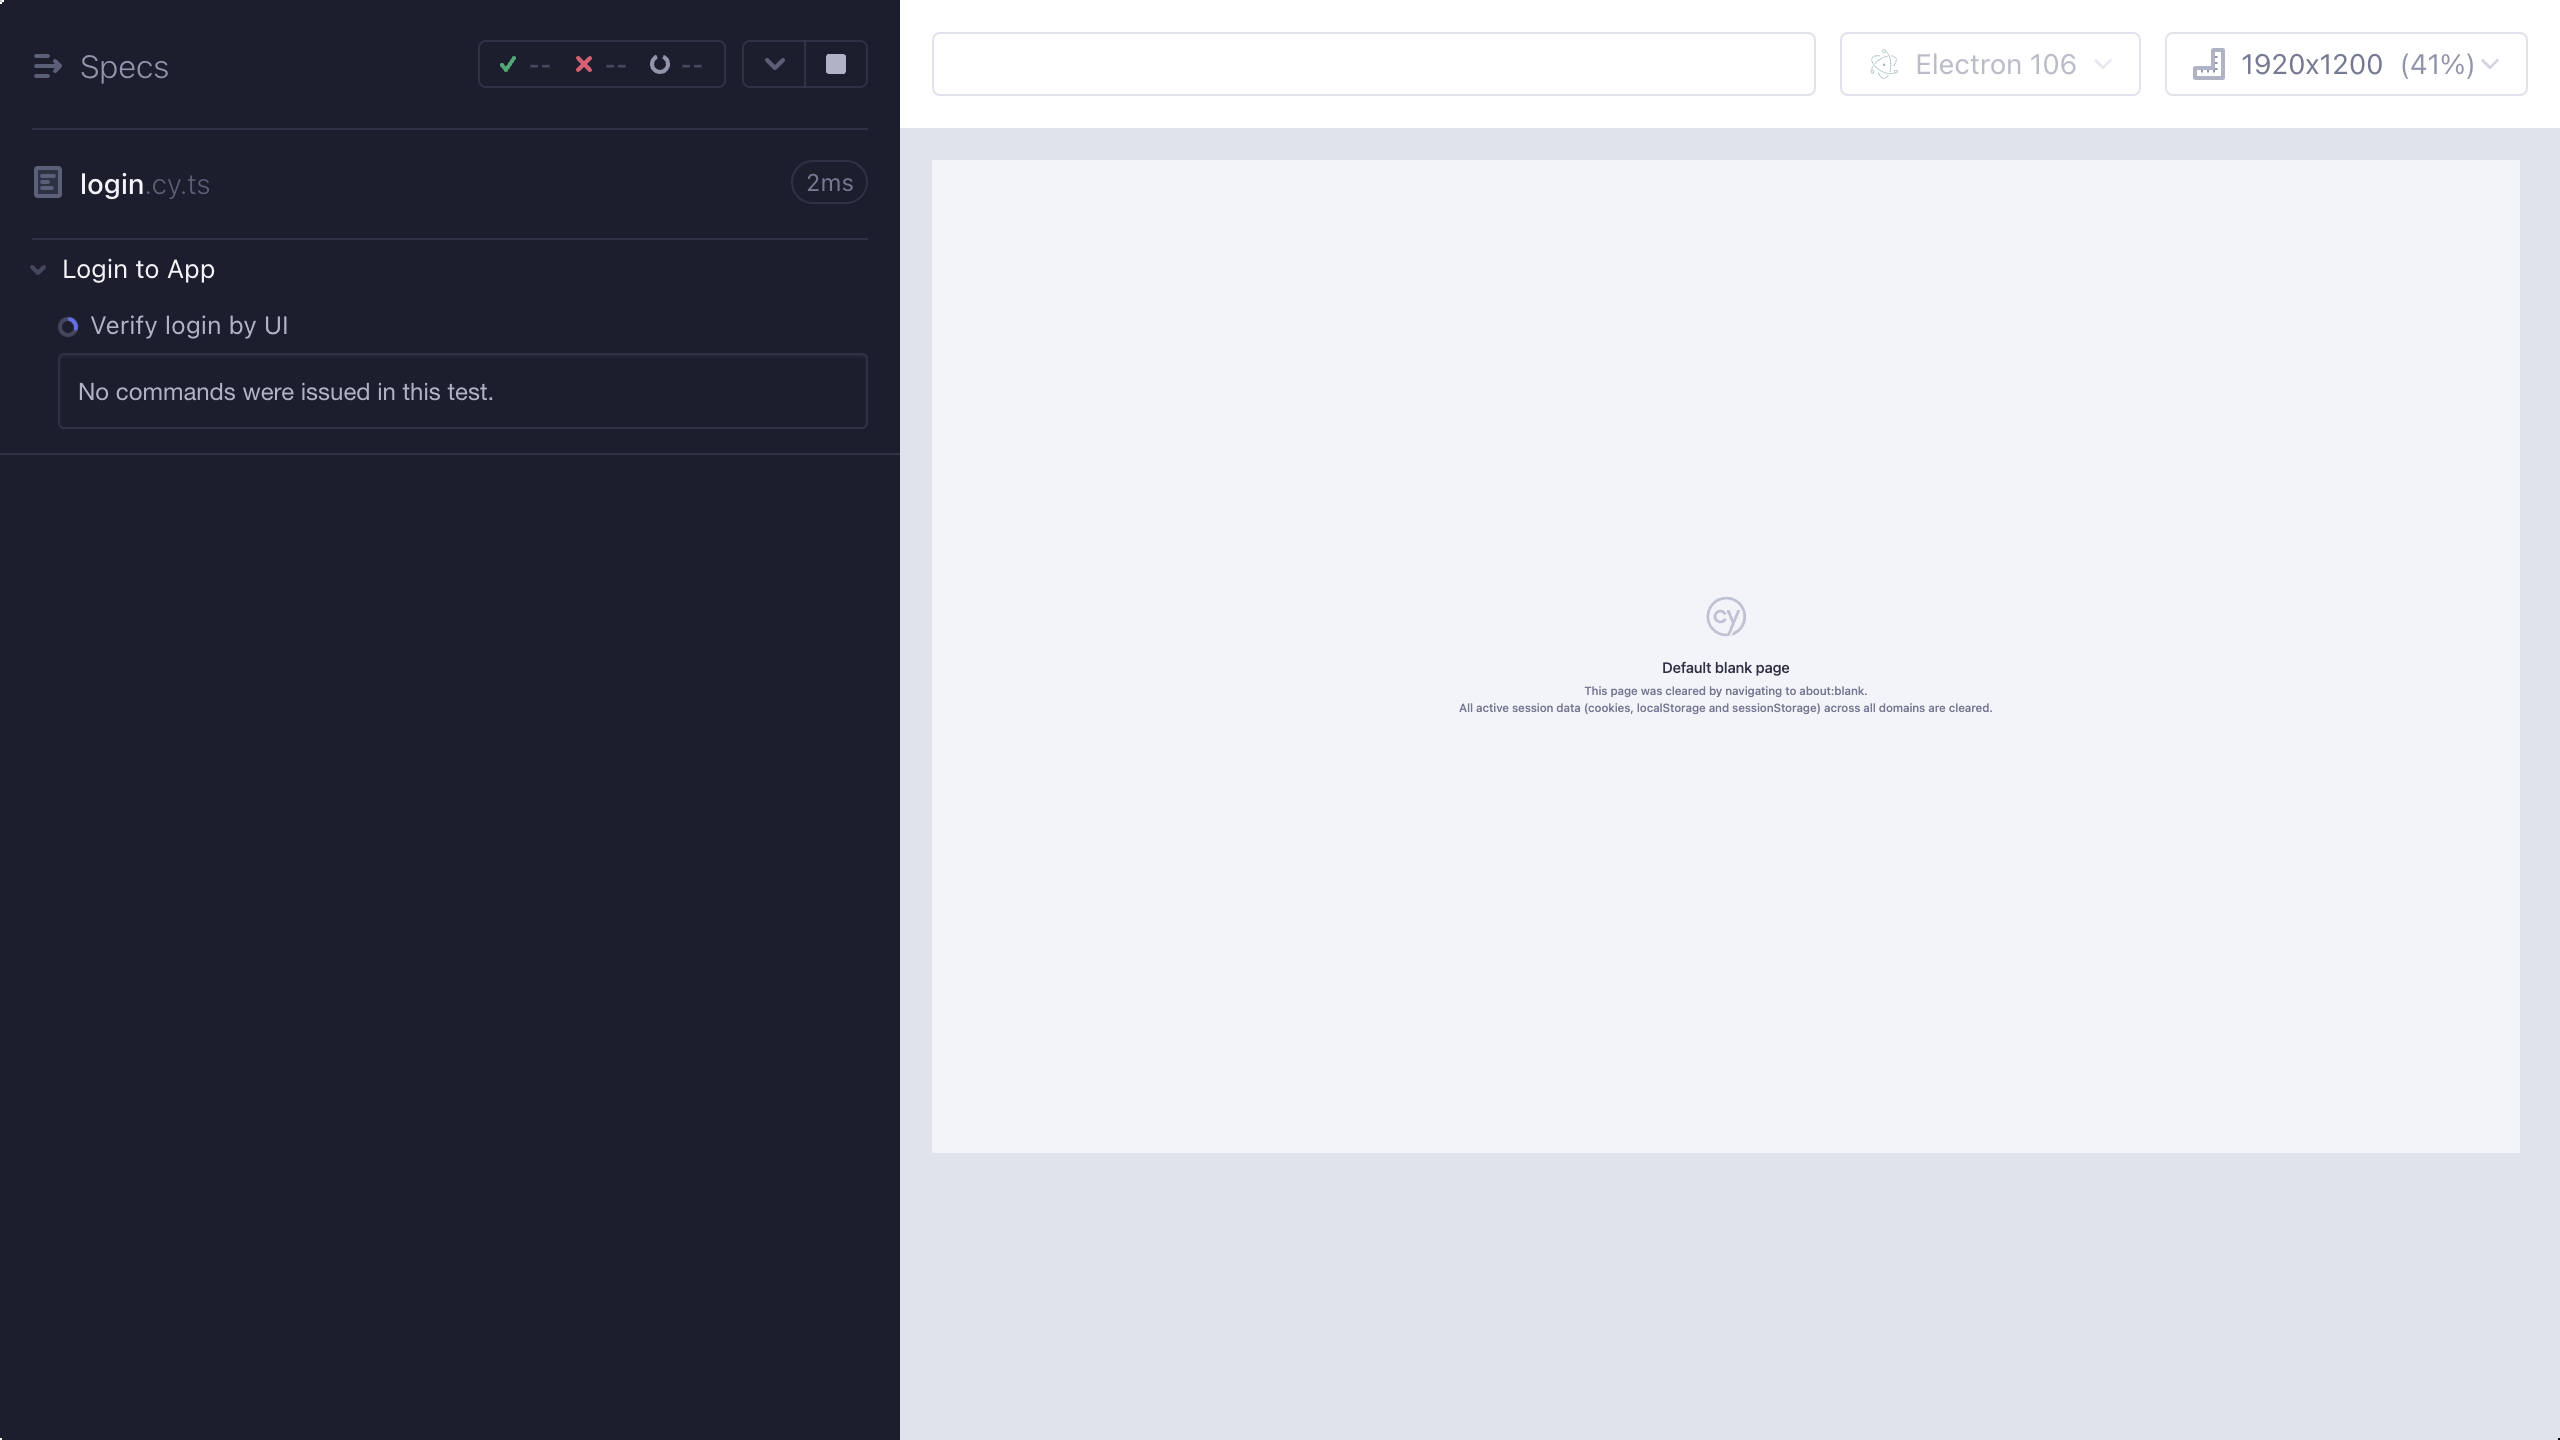 Specs
--
--
--
login.cy.ts
2ms
Login to App
Verify login by UI
No commands were issued in this test.
Electron 106
1920x1200 (41%)
cy
Default blank page
This page was cleared by navigating to about:blank.
All active session data (cookies, localStorage and sessionStorage) across all domains are cleared.